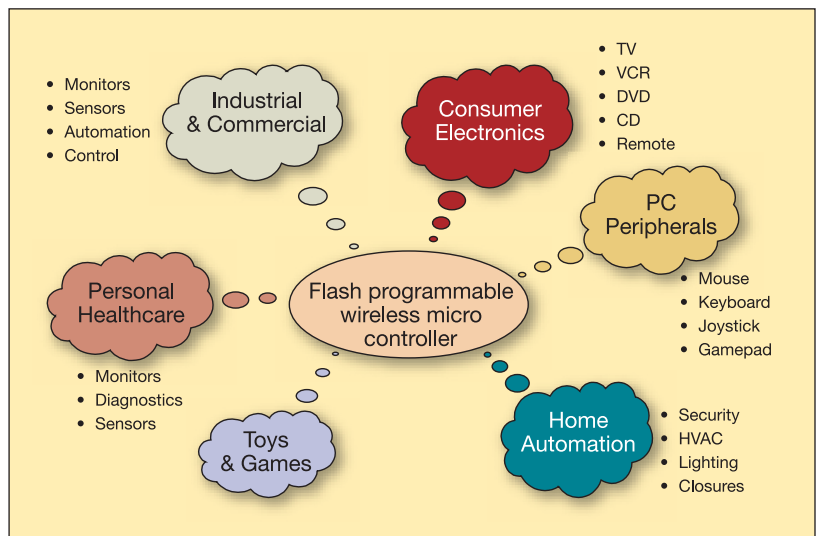 • Monitors
• Sensors
• Automation
• Control
Industrial
& Commercial
Consumer
Electronics
• TV
• VCR
• DVD
• CD
• Remote
PC
Peripherals
• Mouse
• Keyboard
• Joystick
• Gamepad
Flash programmable
wireless micro
controller
Personal
Healthcare
• Monitors
• Diagnostics
• Sensors
Toys
& Games
Home
Automation
• Security
• HVAC
• Lighting
• Closures